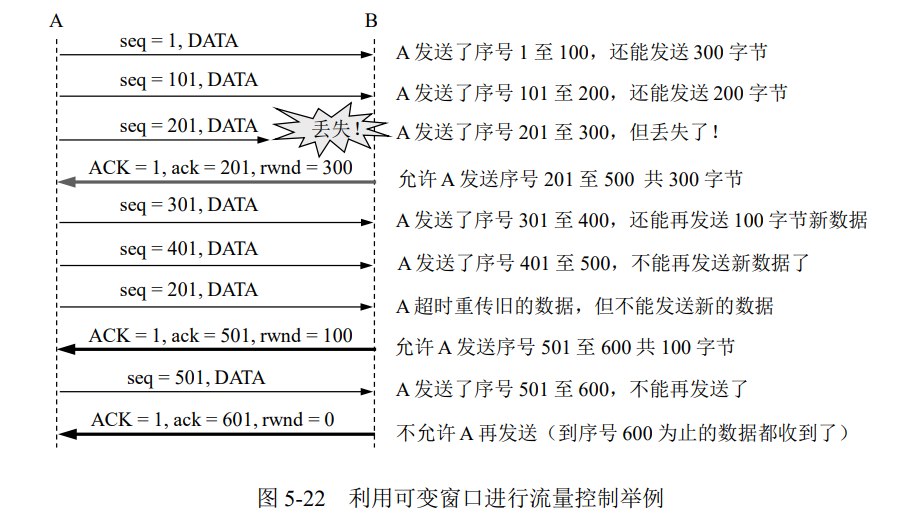 A B
seq = 1, DATA A 发送了序号 1 至 100，还能发送 300 字节
seq = 101, DATA A 发送了序号 101 至 200，还能发送 200 字节
seq = 201, DATA 丢失！ A 发送了序号 201 至 300，但丢失了！
ACK = 1, ack = 201, rwnd = 300 允许 A 发送序号 201 至 500 共 300 字节
seq = 301, DATA A 发送了序号 301 至 400，还能再发送 100 字节新数据
seq = 401, DATA A 发送了序号 401 至 500，不能再发送新数据了
seq = 201, DATA A 超时重传旧的数据，但不能发送新的数据
ACK = 1, ack = 501, rwnd = 100 允许 A 发送序号 501 至 600 共 100 字节
seq = 501, DATA A 发送了序号 501 至 600，不能再发送了
ACK = 1, ack = 601, rwnd = 0 不允许 A 再发送（到序号 600 为止的数据都收到了）
图 5-22 利用可变窗口进行流量控制举例